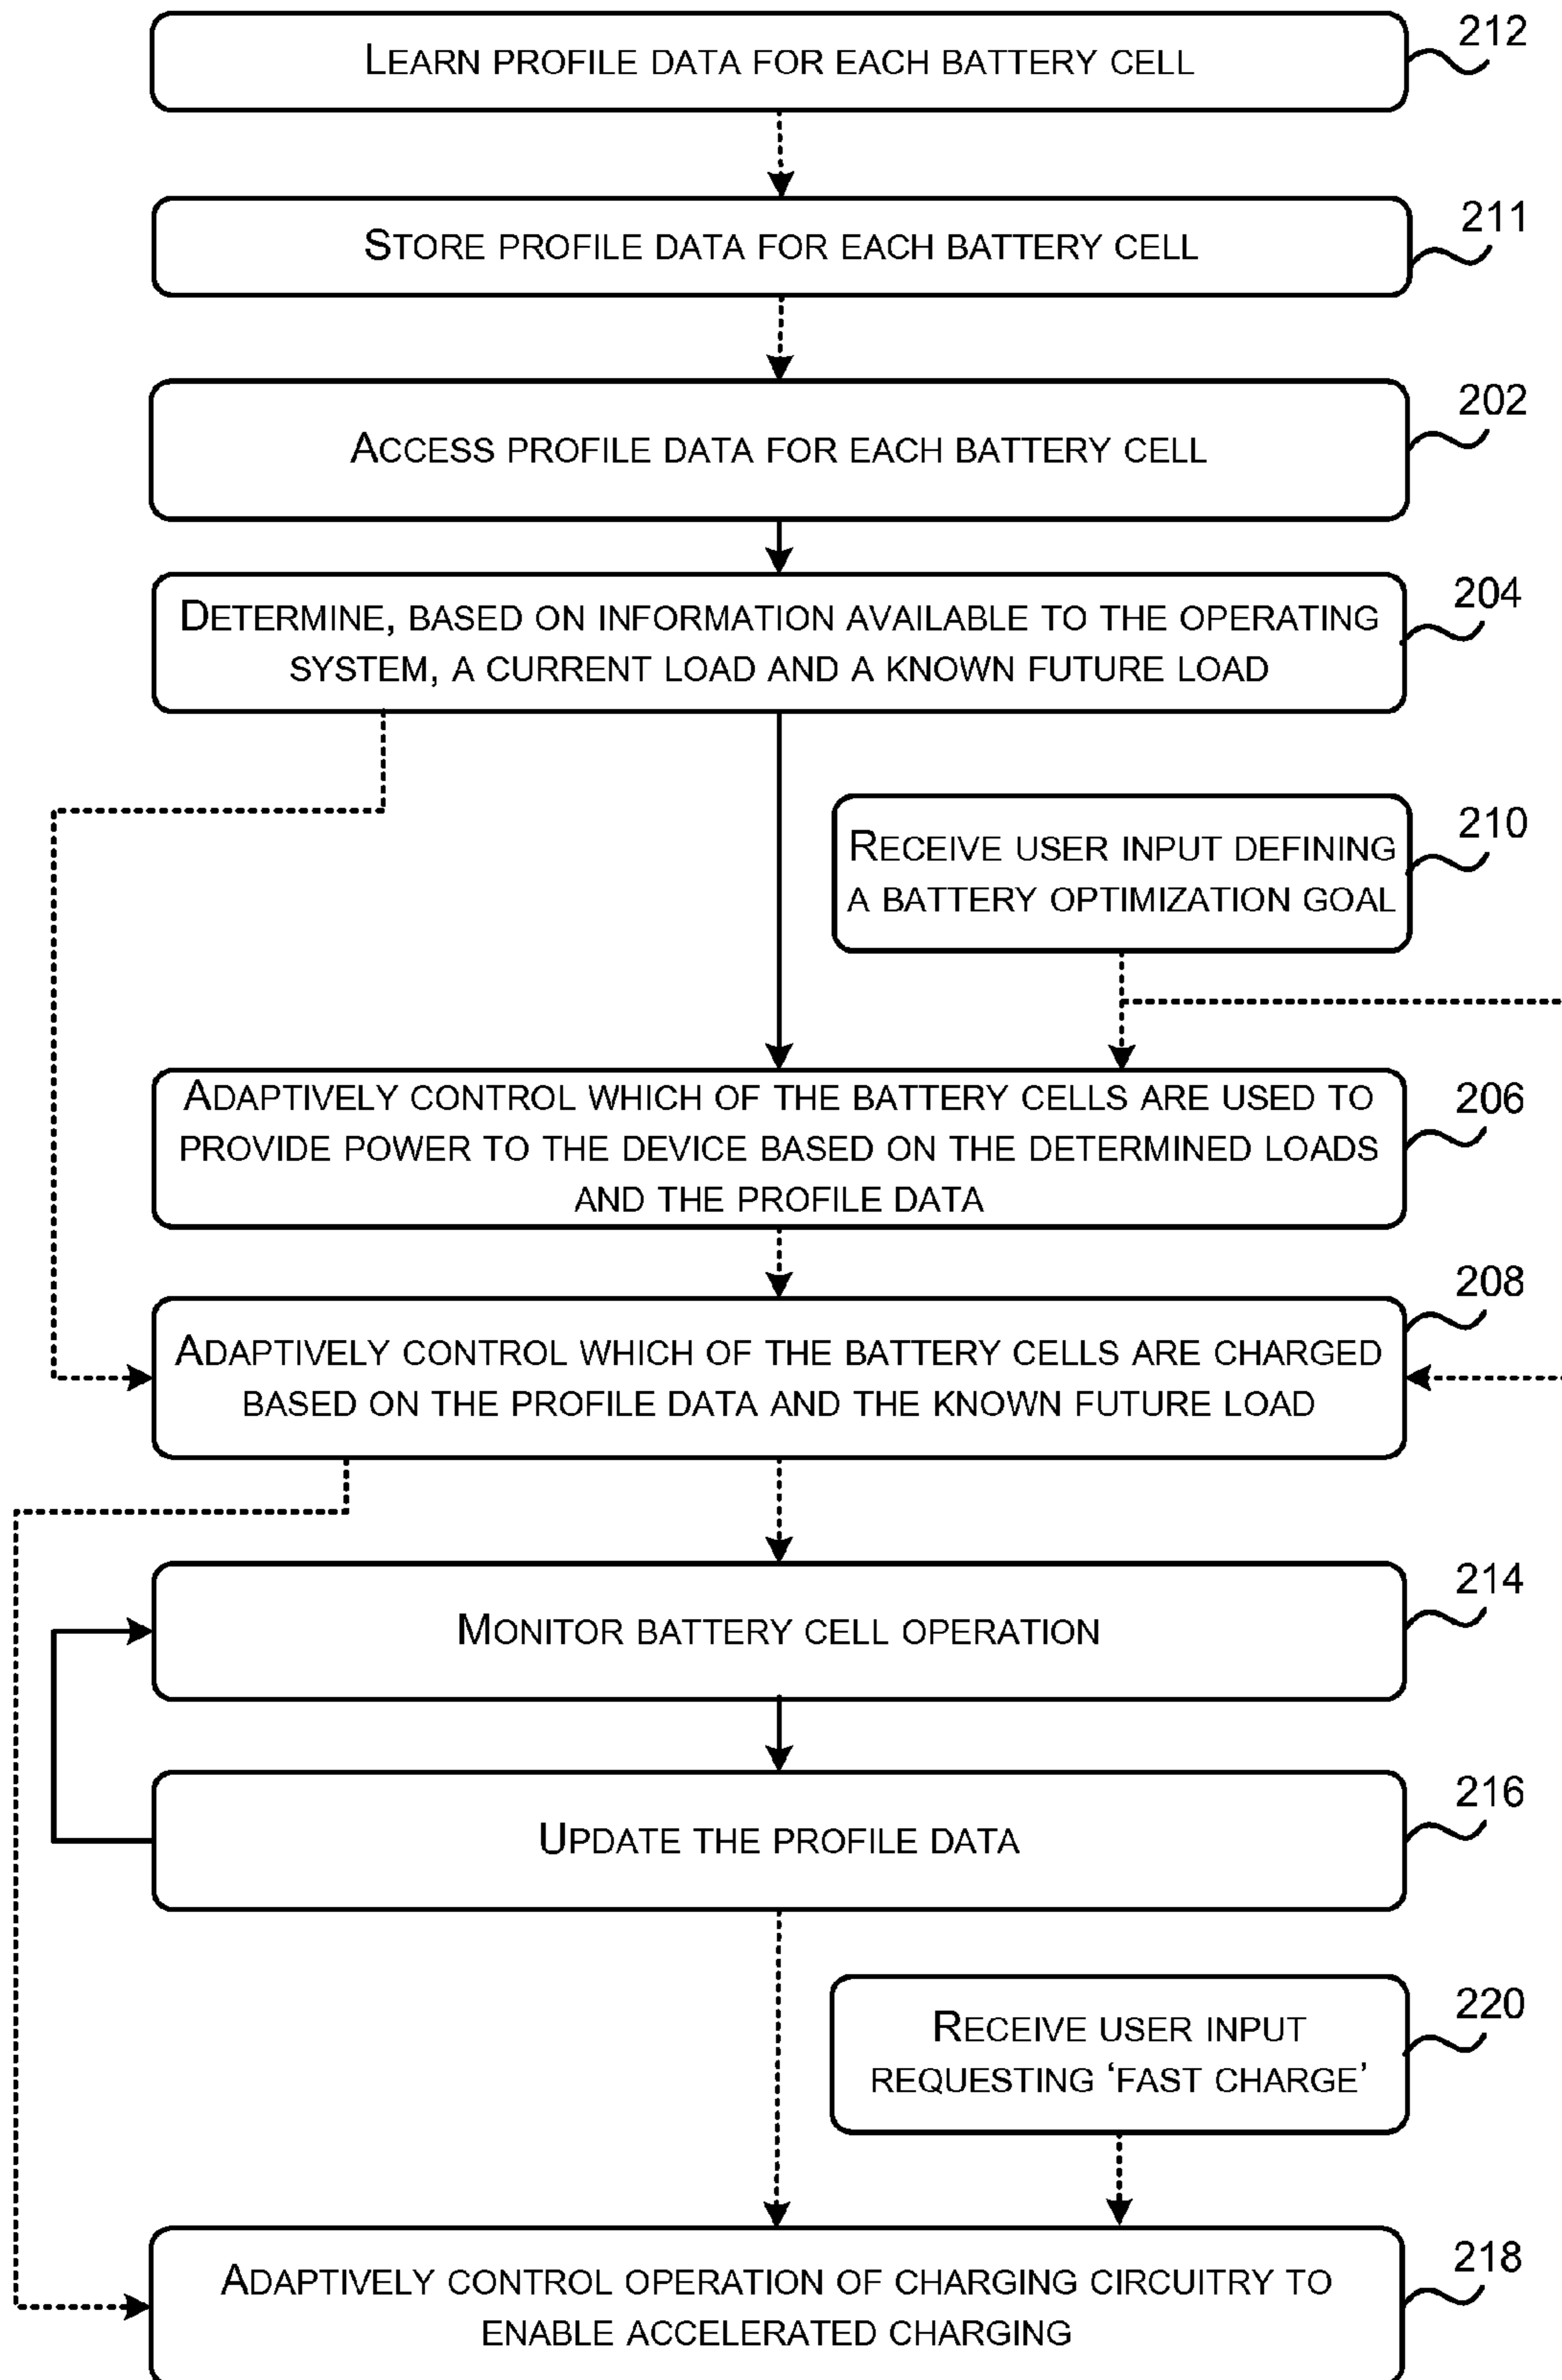 212
LEARN PROFILE DATA FOR EACH BATTERY CELL
211
STORE PROFILE DATA FOR EACH BATTERY CELL
202
ACCESS PROFILE DATA FOR EACH BATTERY CELL
204
DETERMINE, BASED ON INFORMATION AVAILABLE TO THE OPERATING
SYSTEM, A CURRENT LOAD AND A KNOWN FUTURE LOAD
210
RECEIVE USER INPUT DEFINING
A BATTERY OPTIMIZATION GOAL
206
ADAPTIVELY CONTROL WHICH OF THE BATTERY CELLS ARE USED TO
PROVIDE POWER TO THE DEVICE BASED ON THE DETERMINED LOADS
AND THE PROFILE DATA
208
ADAPTIVELY CONTROL WHICH OF THE BATTERY CELLS ARE CHARGED
BASED ON THE PROFILE DATA AND THE KNOWN FUTURE LOAD
214
MONITOR BATTERY CELL OPERATION
216
UPDATE THE PROFILE DATA
220
RECEIVE USER INPUT
REQUESTING ‘FAST CHARGE’
218
ADAPTIVELY CONTROL OPERATION OF CHARGING CIRCUITRY TO
ENABLE ACCELERATED CHARGING